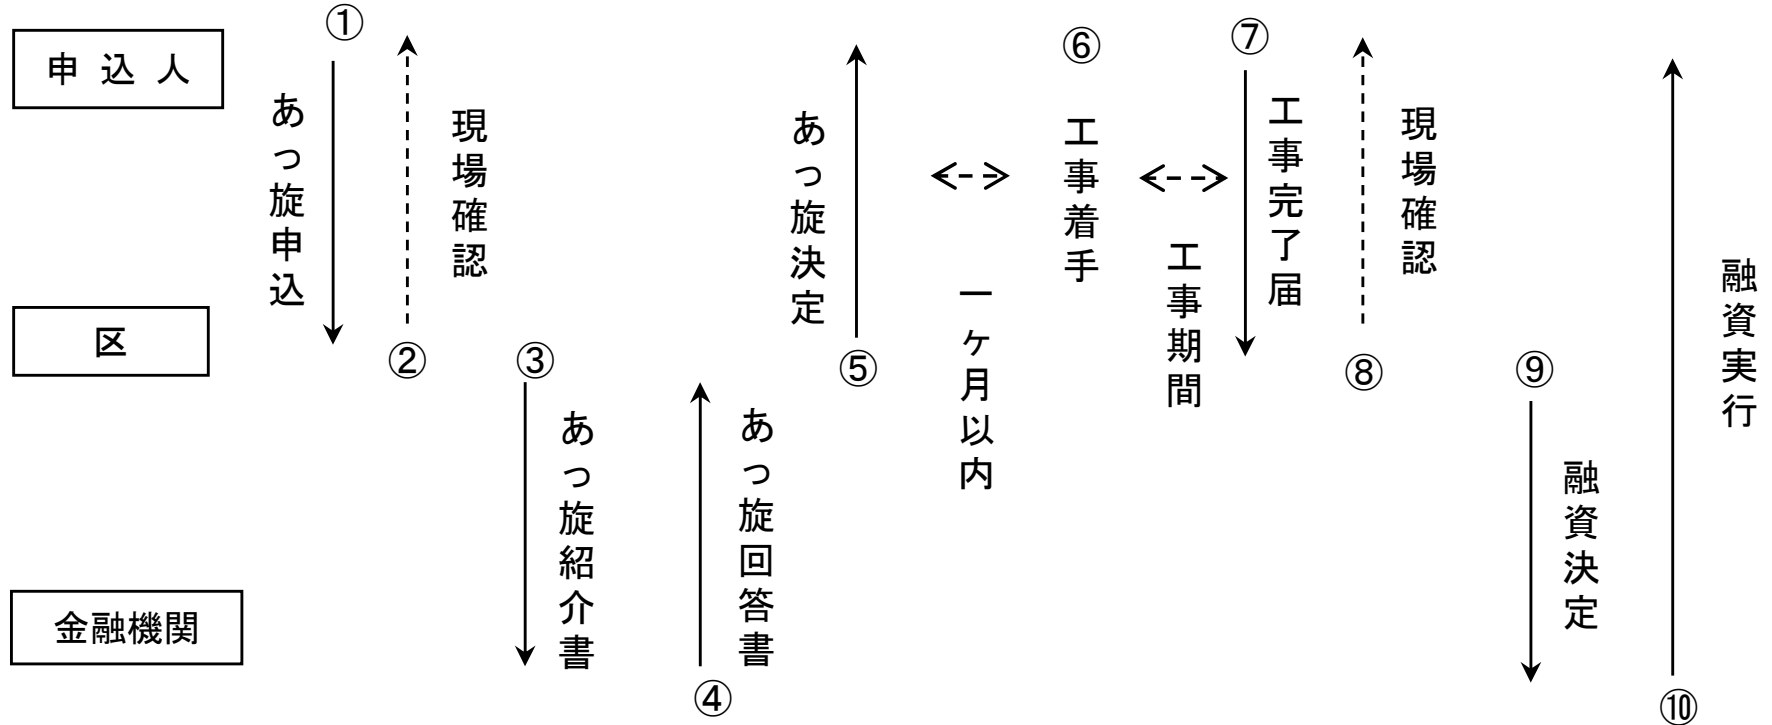 申込人
区
金融機関
①
あっ旋申込
②
現場確認
③
あっ旋紹介書
④
あっ旋回答書
⑤
あっ旋決定
一ヶ月以内
⑥
工事着手
工事期間
⑦
工事完了届
⑧
現場確認
⑨
融資決定
⑩
融資実行